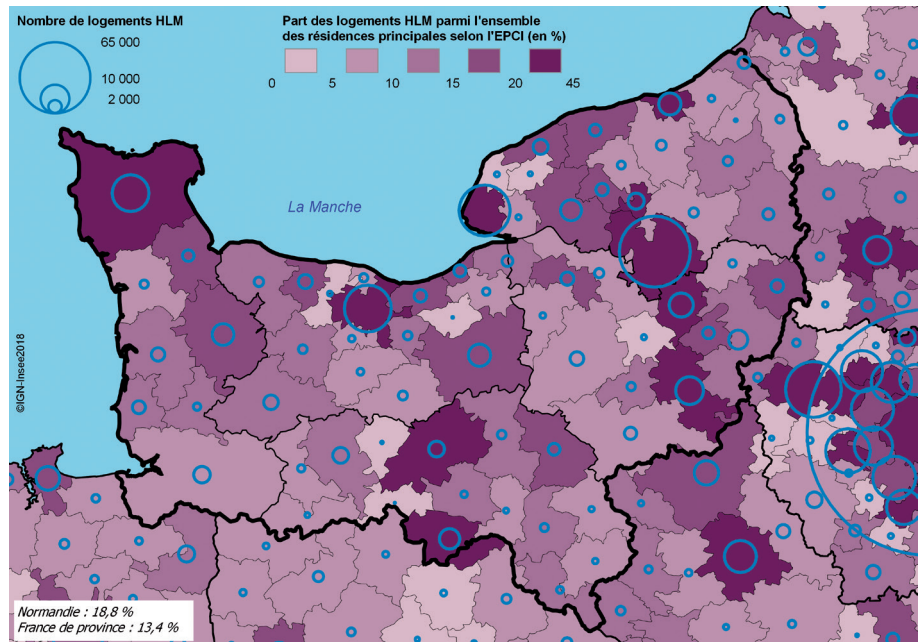 Nombre de logements HLM
65 000
10 000
2 000
Part des logements HLM parmi l'ensemble
des résidences principales selon l'EPCI (en %)
0 5 10 15 20 45
La Manche
©IGN-Insee2018
Normandie : 18,8 %
France de province : 13,4 %